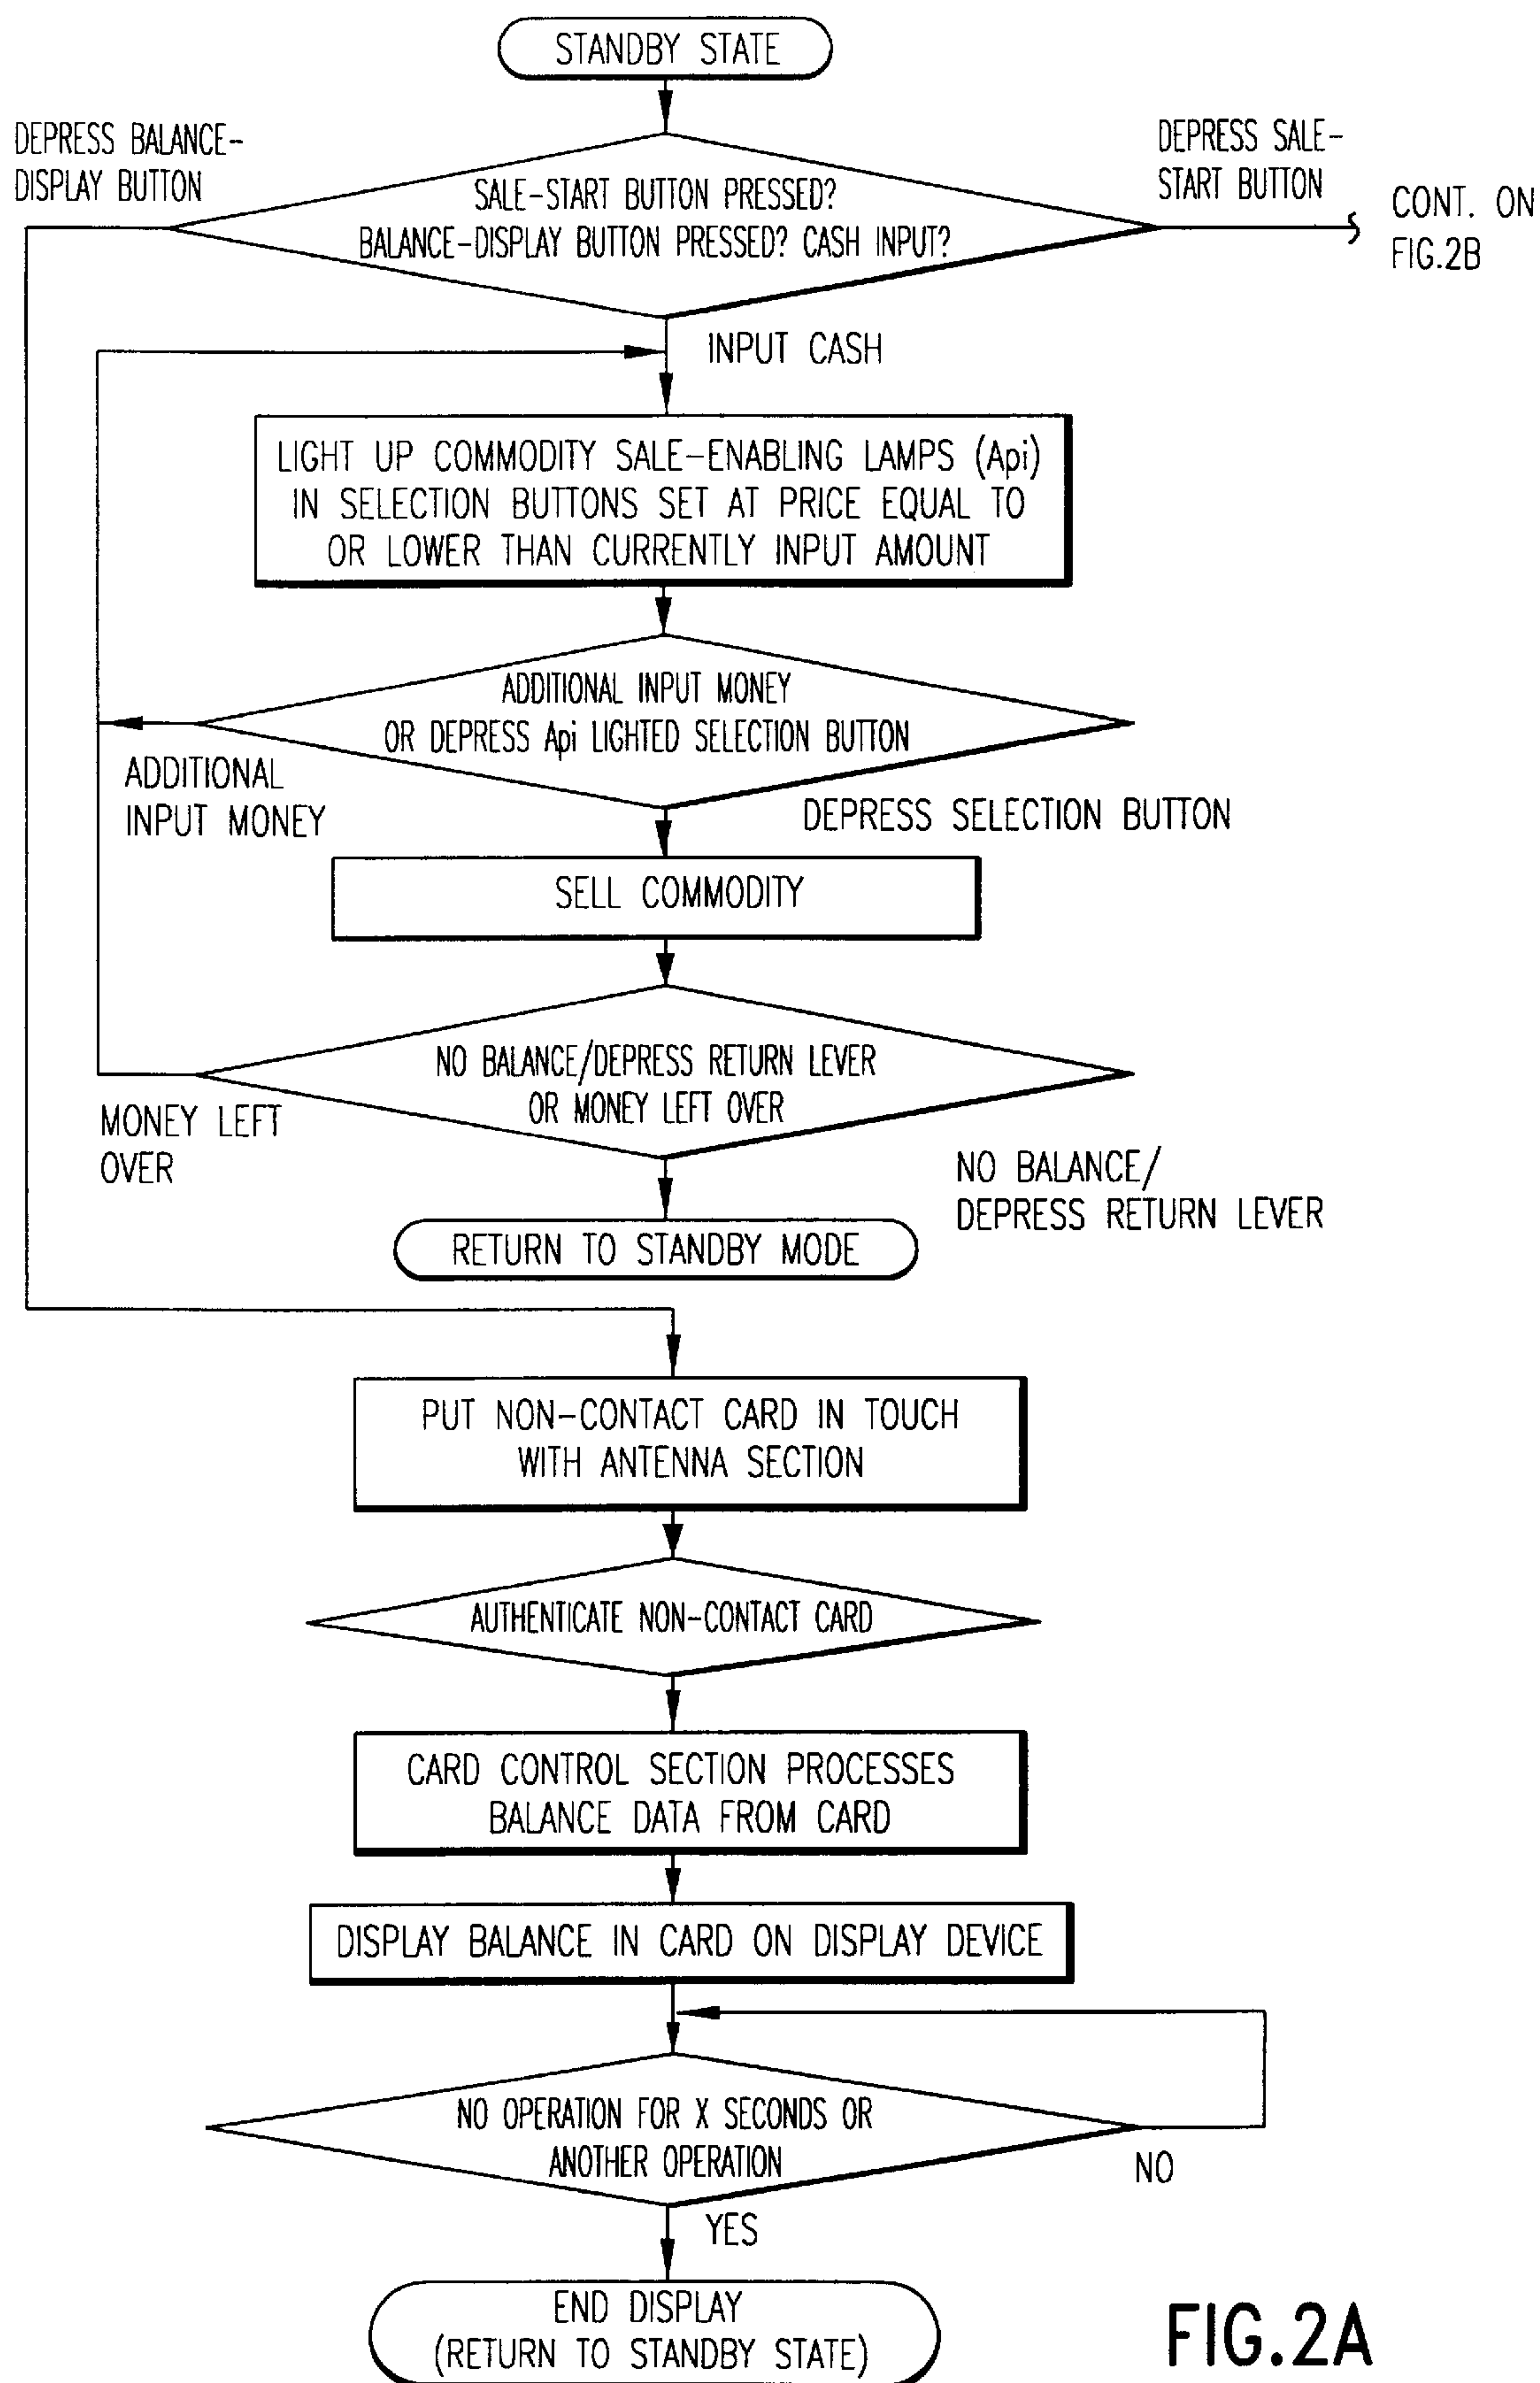 STANDBY STATE
DEPRESS BALANCE-
DISPLAY BUTTON
DEPRESS SALE-
START BUTTON
SALE-START BUTTON PRESSED?
BALANCE-DISPLAY BUTTON PRESSED? CASH INPUT?
CONT. ON
FIG.2B
INPUT CASH
LIGHT UP COMMODITY SALE-ENABLING LAMPS (Api)
IN SELECTION BUTTONS SET AT PRICE EQUAL TO
OR LOWER THAN CURRENTLY INPUT AMOUNT
ADDITIONAL INPUT MONEY
OR DEPRESS Api LIGHTED SELECTION BUTTON
ADDITIONAL
INPUT MONEY
DEPRESS SELECTION BUTTON
SELL COMMODITY
NO BALANCE/DEPRESS RETURN LEVER
OR MONEY LEFT OVER
MONEY LEFT
OVER
NO BALANCE/
DEPRESS RETURN LEVER
RETURN TO STANDBY MODE
PUT NON-CONTACT CARD IN TOUCH
WITH ANTENNA SECTION
AUTHENTICATE NON-CONTACT CARD
CARD CONTROL SECTION PROCESSES
BALANCE DATA FROM CARD
DISPLAY BALANCE IN CARD ON DISPLAY DEVICE
NO OPERATION FOR X SECONDS OR
ANOTHER OPERATION
NO
YES
END DISPLAY
(RETURN TO STANDBY STATE)
FIG.2A